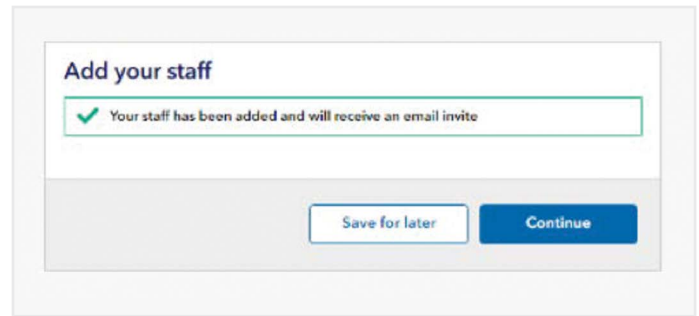 Add your staff
Your staff has been added and will receive an email invite
Save for later
Continue